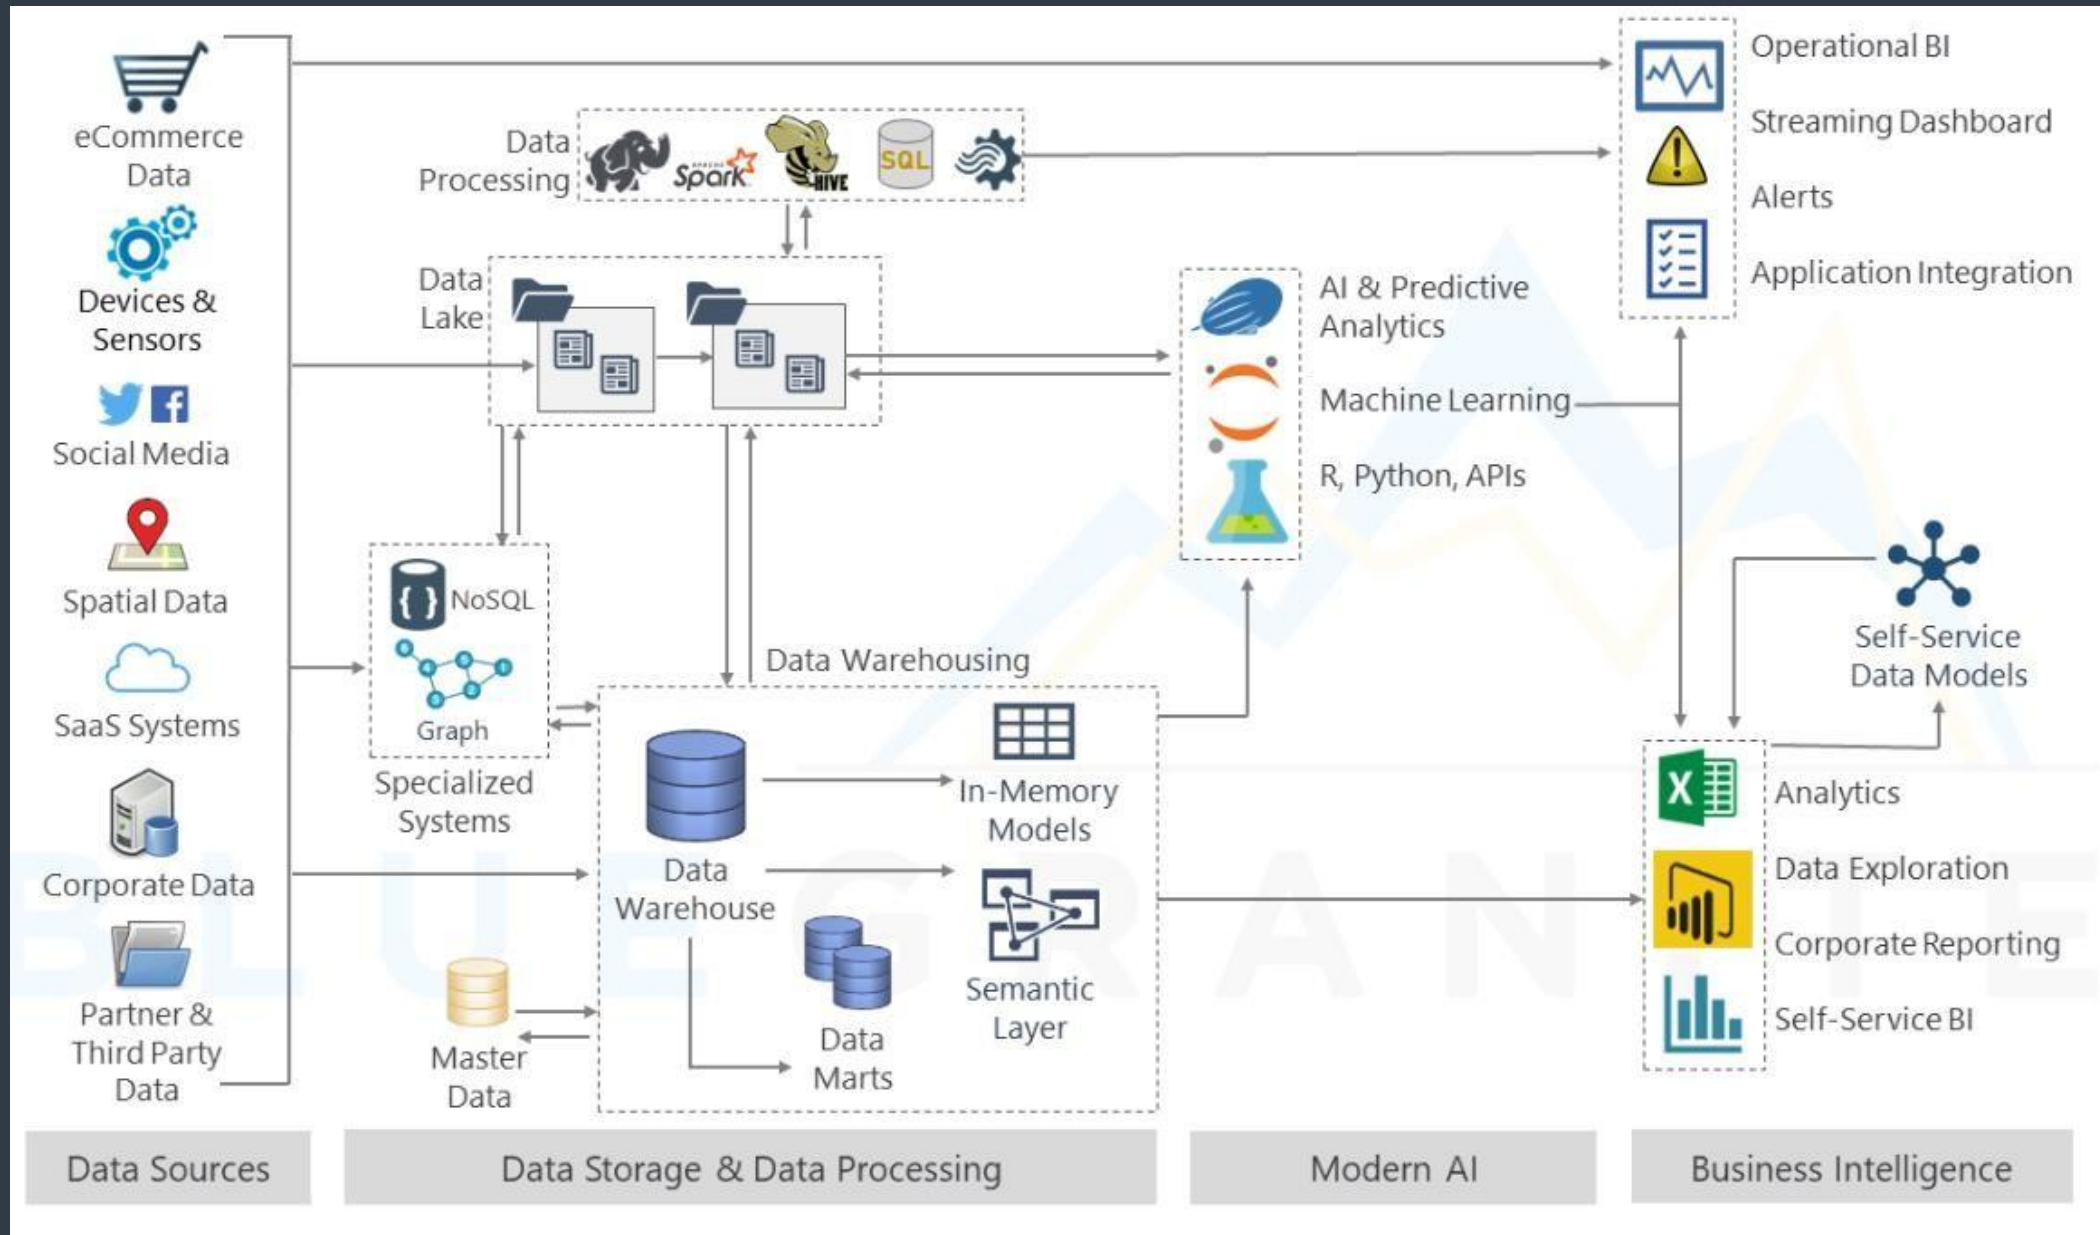 eCommerce
Data
Devices &
Sensors
Social Media
Spatial Data
SaaS Systems
Corporate Data
Partner &
Third Party
Data
Data
Processing
APACHE
Spark
HIVE
SQL
Data
Lake
NoSQL
Graph
Specialized
Systems
Master
Data
Data Warehousing
Data
Warehouse
In-Memory
Models
Semantic
Layer
Data
Marts
AI & Predictive
Analytics
Machine Learning
R, Python, APIs
Operational BI
Streaming Dashboard
Alerts
Application Integration
Self-Service
Data Models
X
Analytics
Data Exploration
Corporate Reporting
Self-Service BI
BLUE GRANITE
Data Sources
Data Storage & Data Processing
Modern AI
Business Intelligence